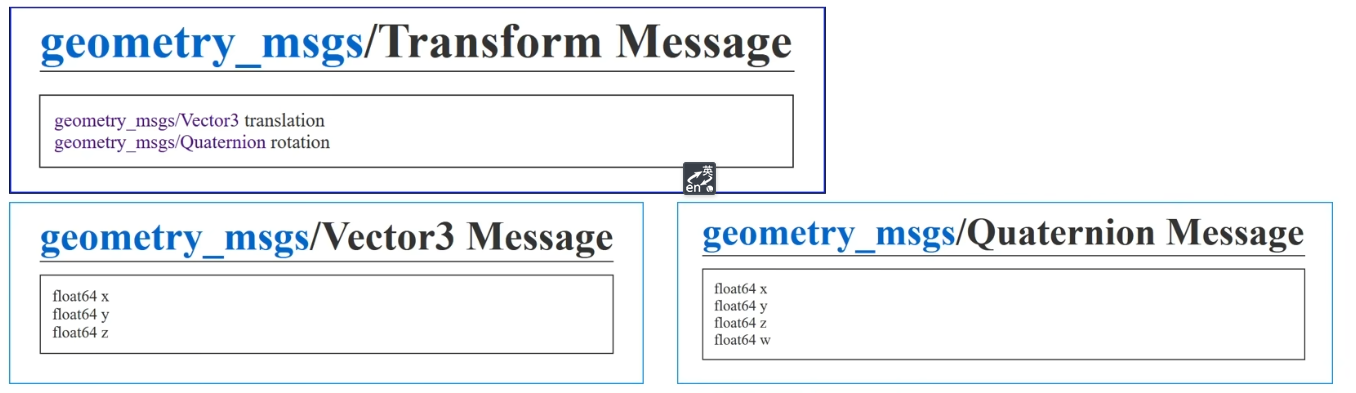 geometry_msgs/Transform Message
geometry_msgs/Vector3 translation
geometry_msgs/Quaternion rotation
英
en
geometry_msgs/Vector3 Message
float64 x
float64 y
float64 z
geometry_msgs/Quaternion Message
float64 x
float64 y
float64 z
float64 w